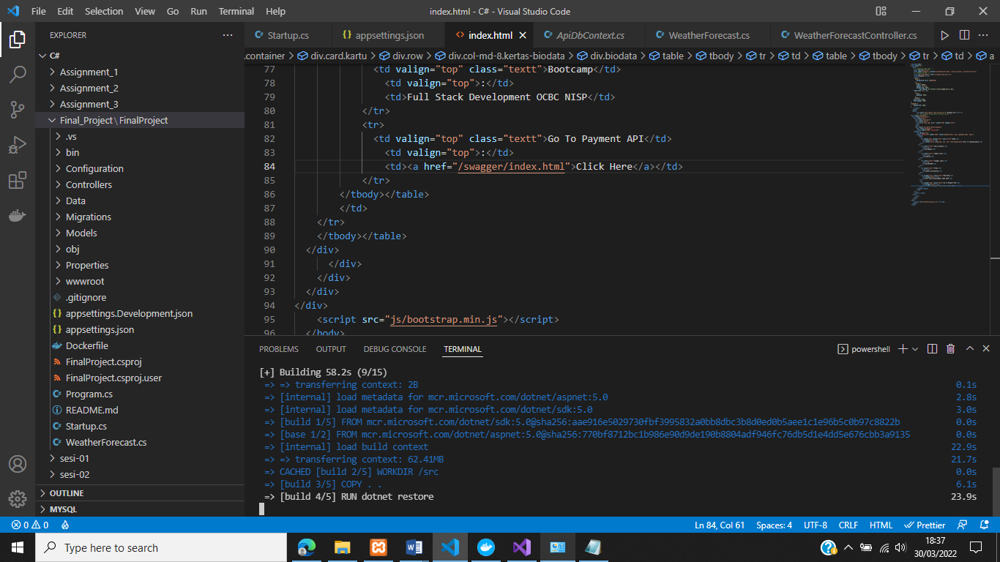 File Edit Selection View Go Run Terminal Help
index.html - C# - Visual Studio Code
EXPLORER
C#
Assignment_1
Assignment_2
Assignment_3
Final_Project\FinalProject
.vs
bin
Configuration
Controllers
Data
Migrations
Models
obj
Properties
wwwroot
.gitignore
appsettings.Development.json
appsettings.json
Dockerfile
FinalProject.csproj
FinalProject.csproj.user
Program.cs
README.md
Startup.cs
WeatherForecast.cs
sesi-01
sesi-02
OUTLINE
MYSQL
Startup.cs appsettings.json index.html ApiDbContext.cs WeatherForecast.cs WeatherForecastController.cs
.container > div.card.kartu > div.row > div.col-md-8.kertas-biodata > div.biodata > table > tbody > tr > td > table > tbody > tr > td > a
77 <td valign="top" class="textt">Bootcamp</td>
78 <td valign="top">:</td>
79 <td>Full Stack Development OCBC NISP</td>
80 </tr>
81 <tr>
82 <td valign="top" class="textt">Go To Payment API</td>
83 <td valign="top">:</td>
84 <td><a href="/swagger/index.html">Click Here</a></td>
85 </tr>
86 </tbody></table>
87 </td>
88 </tr>
89 </tbody></table>
90 </div>
91 </div>
92 </div>
93 </div>
94 </div>
95 <script src="js/bootstrap.min.js"></script>
96 </body>
PROBLEMS OUTPUT DEBUG CONSOLE TERMINAL
powershell
[+] Building 58.2s (9/15)
=> => transferring context: 2B 0.1s
=> [internal] load metadata for mcr.microsoft.com/dotnet/aspnet:5.0 2.8s
=> [internal] load metadata for mcr.microsoft.com/dotnet/sdk:5.0 3.0s
=> [build 1/5] FROM mcr.microsoft.com/dotnet/sdk:5.0@sha256:aae916e5029730fbf3995832a0bb8dbc3b8d0ed0b5aee1c1e96b5c0b97c8822b 0.0s
=> [base 1/2] FROM mcr.microsoft.com/dotnet/aspnet:5.0@sha256:770bf8712bc1b986e90d9de190b8804adf946fc76db5d1e4dd5e676cbb3a9135 0.0s
=> [internal] load build context 22.9s
=> => transferring context: 62.41MB 21.7s
=> CACHED [build 2/5] WORKDIR /src 0.0s
=> [build 3/5] COPY . . 6.1s
=> [build 4/5] RUN dotnet restore 23.9s
0 0 Ln 84, Col 61 Spaces: 4 UTF-8 CRLF HTML Prettier
Type here to search
18:37
30/03/2022